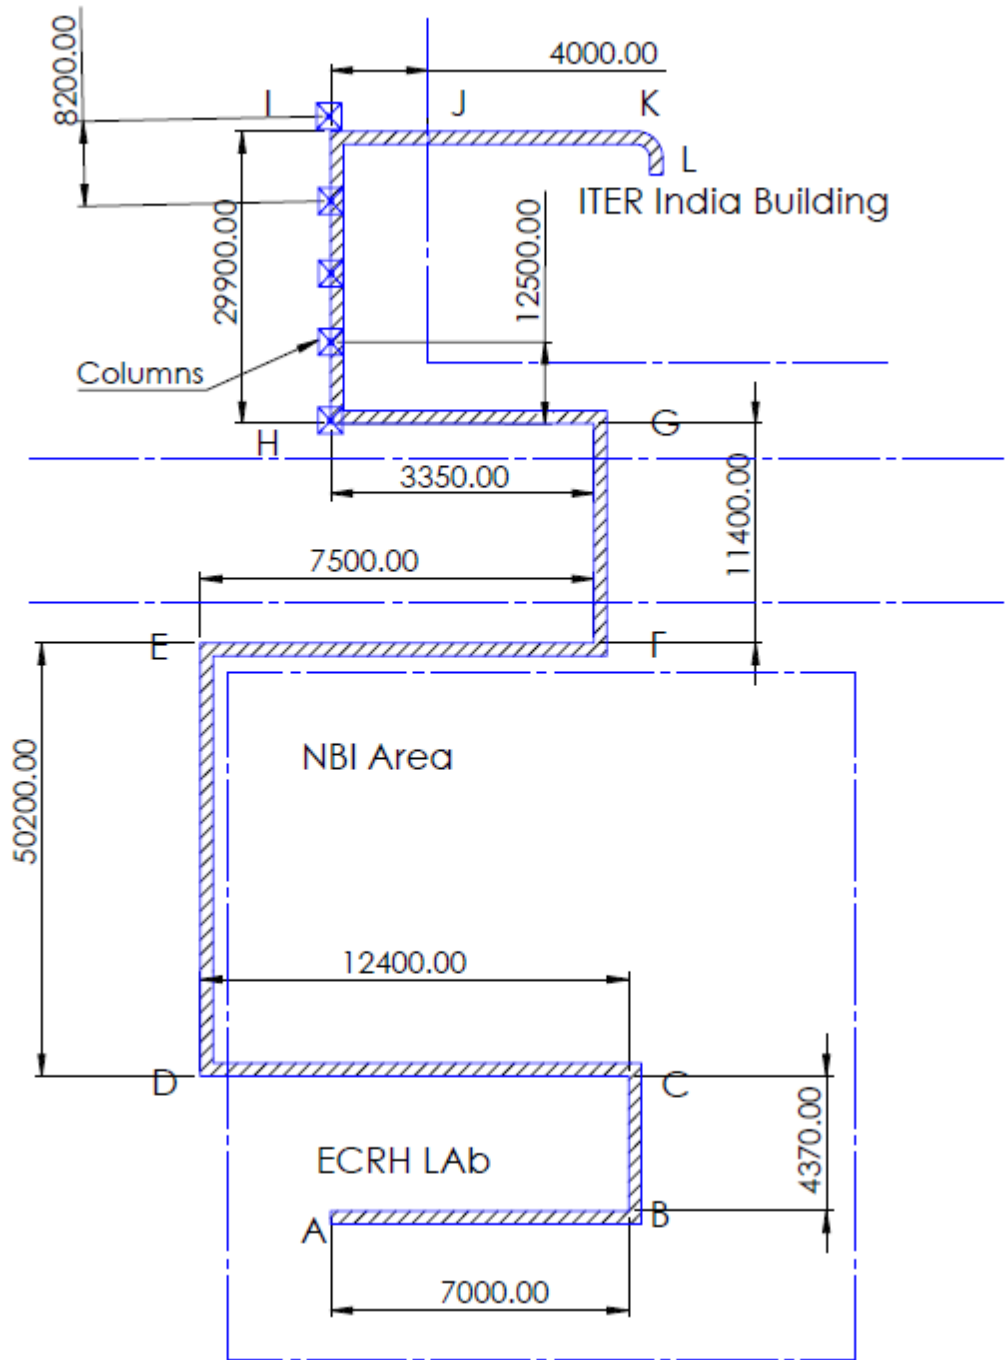 8200.00
4000.00
I
J
K
L
ITER India Building
29900.00
12500.00
Columns
H
G
3350.00
11400.00
7500.00
E
F
NBI Area
50200.00
12400.00
D
C
4370.00
ECRH LAb
A
B
7000.00